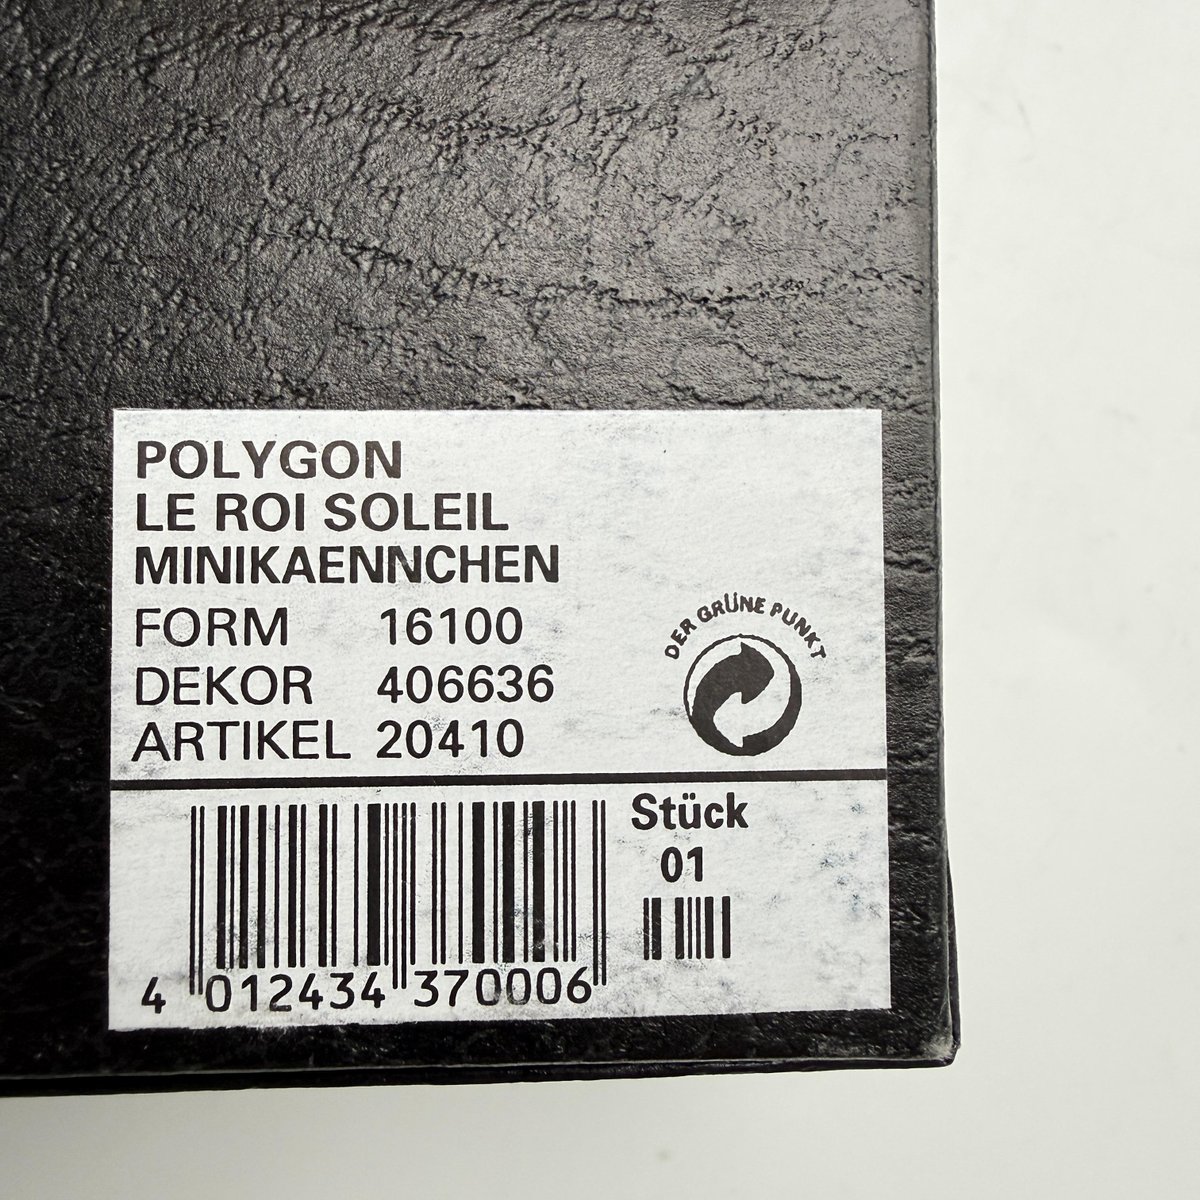 POLYGON
LE ROI SOLEIL
MINIKAENNCHEN
FORM 16100
DEKOR 406636
ARTIKEL 20410
DER GRÜNE PUNKT
Stück
01
4 012434 370006